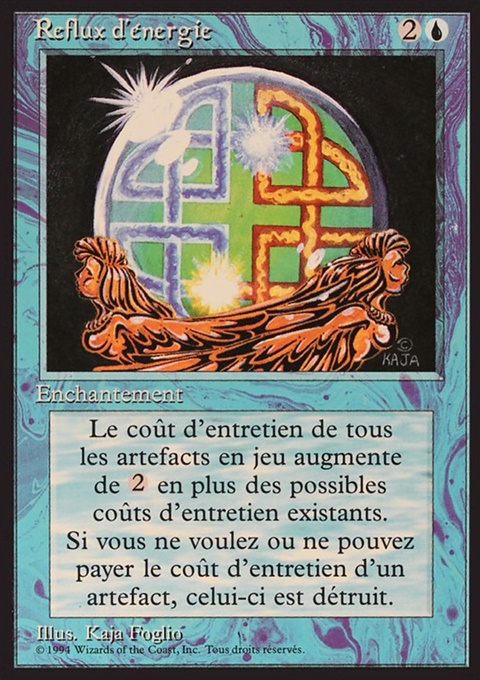 Reflux d'énergie 2
© KAJA
Enchantement
Le coût d'entretien de tous
les artefacts en jeu augmente
de 2 en plus des possibles
coûts d'entretien existants.
Si vous ne voulez ou ne pouvez
payer le coût d'entretien d'un
artefact, celui-ci est détruit.
Illus. Kaja Foglio
© 1994 Wizards of the Coast, Inc. Tous droits réservés.